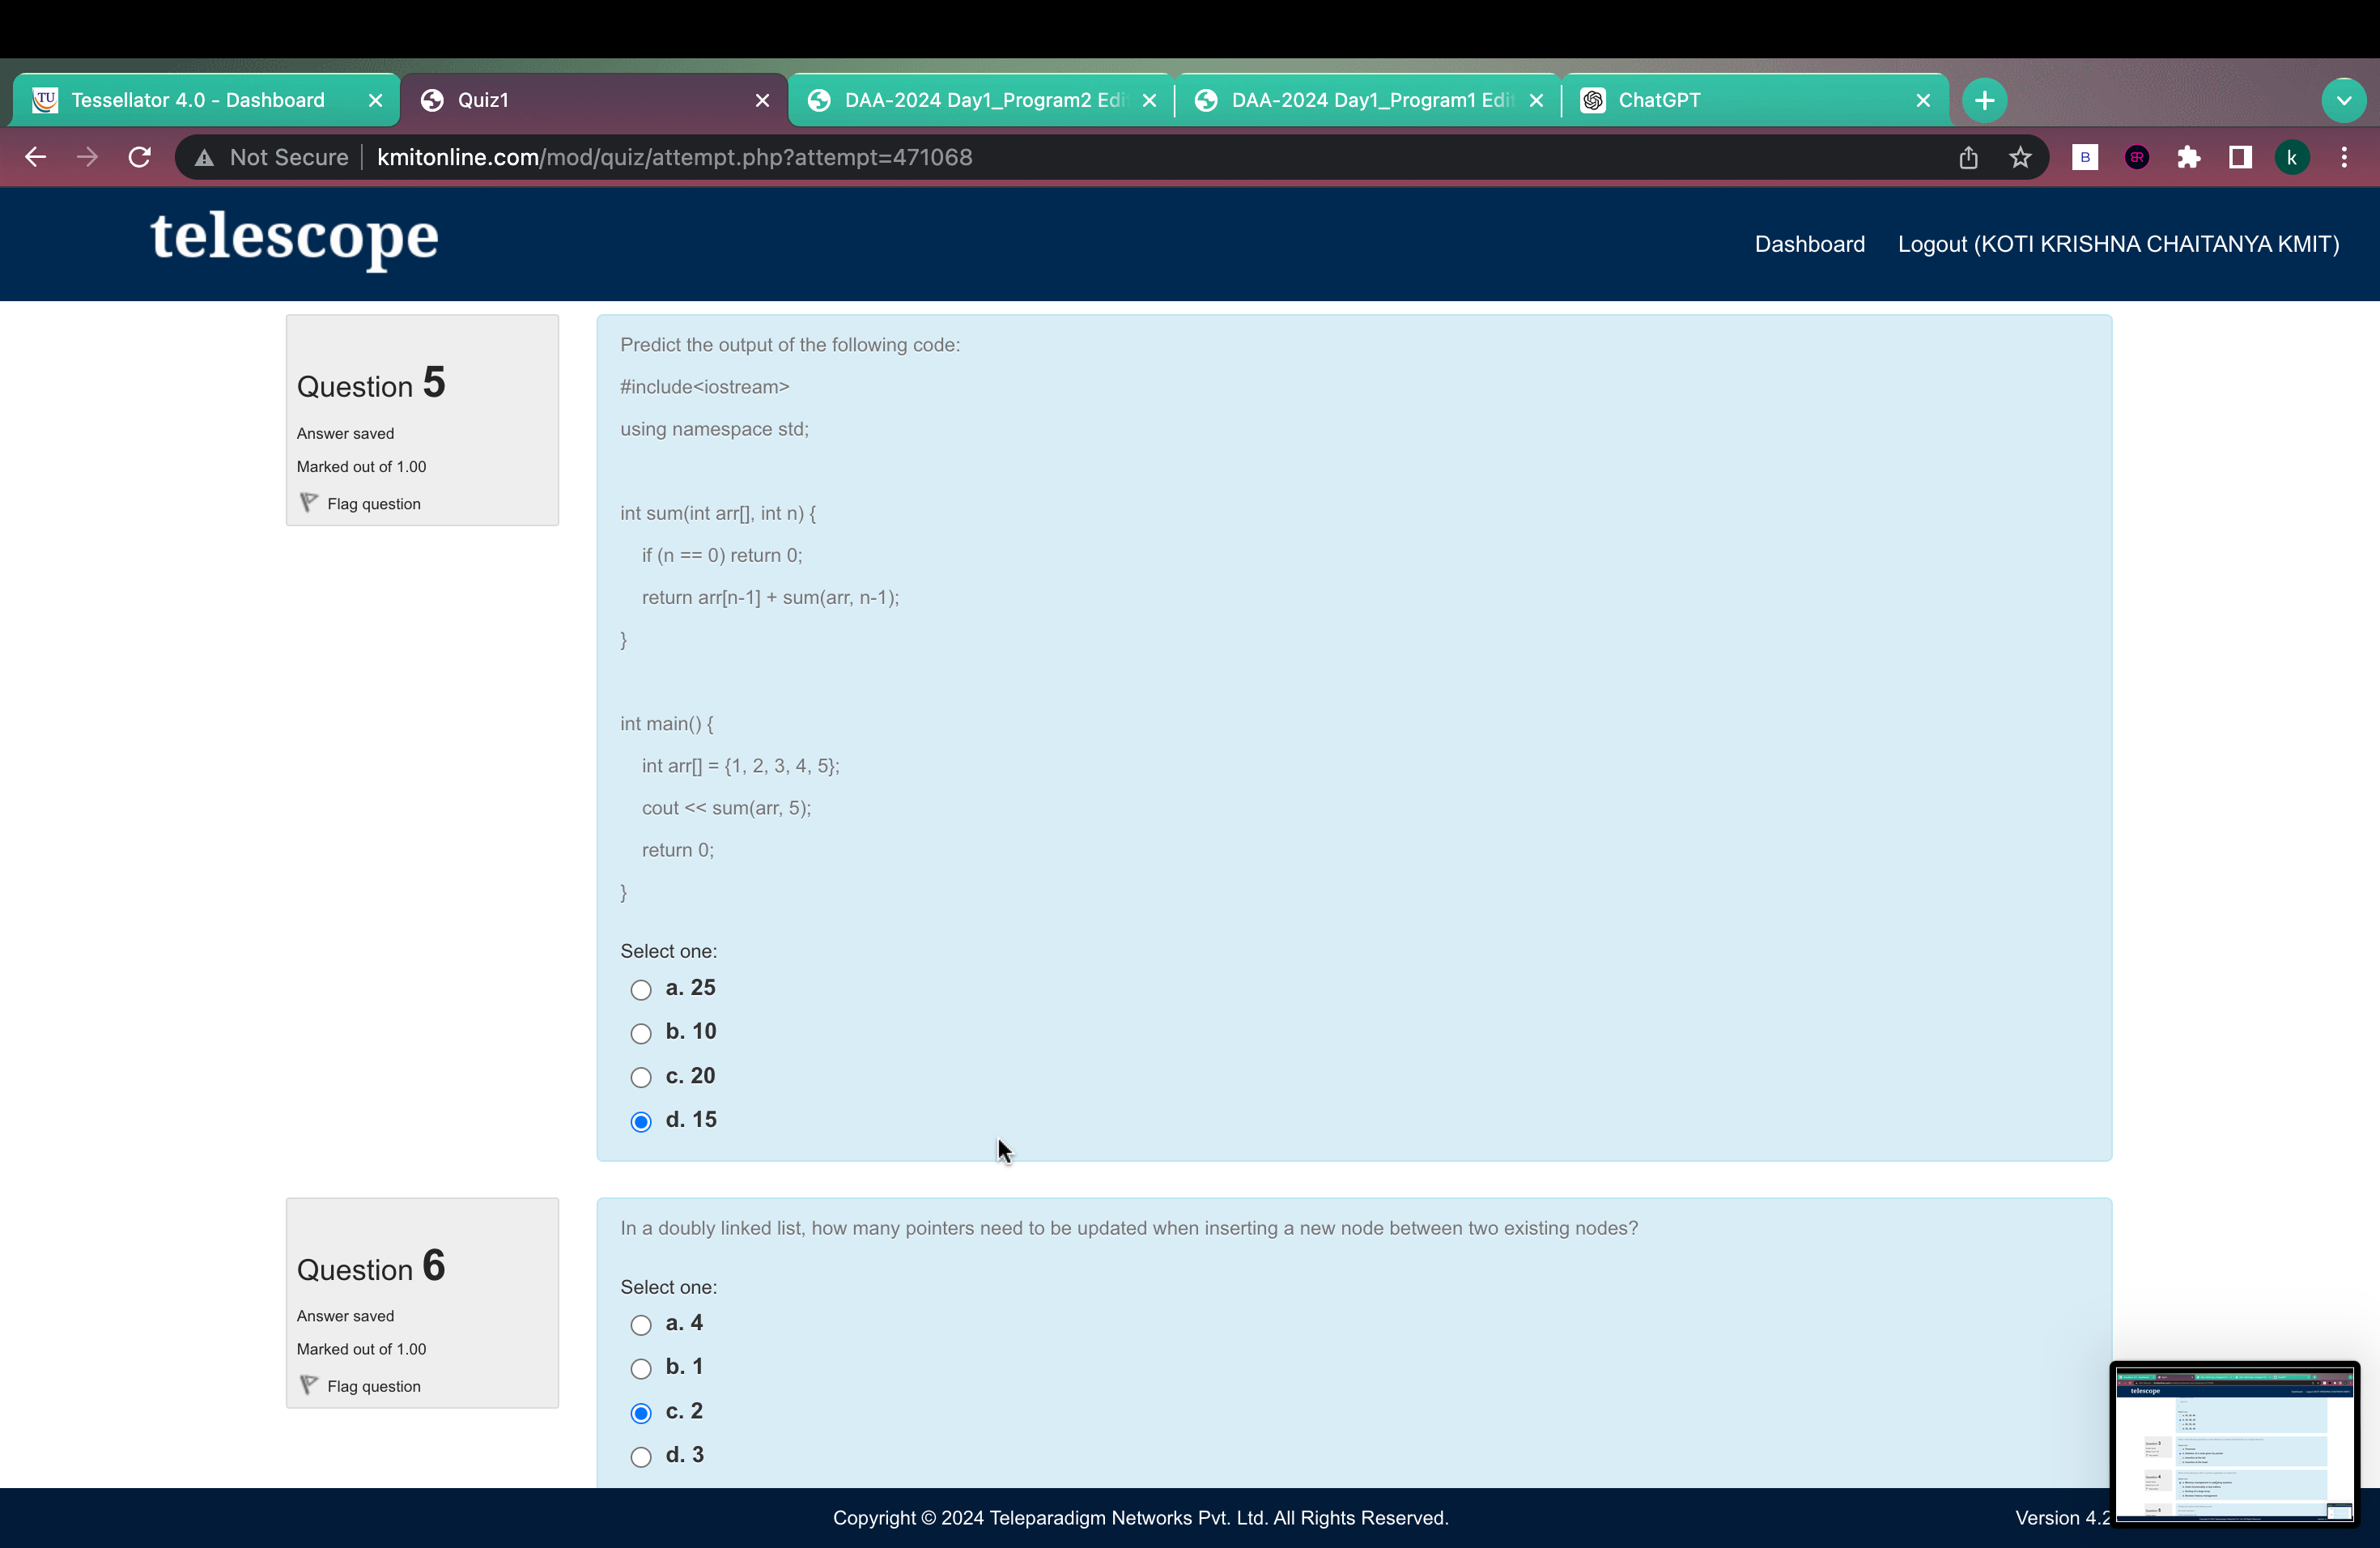 Tessellator 4.0 - Dashboard
Quiz1
DAA-2024 Day1_Program2 Edi
DAA-2024 Day1_Program1 Edit
ChatGPT
Not Secure
kmitonline.com/mod/quiz/attempt.php?attempt=471068
B
k
telescope
Dashboard
Logout (KOTI KRISHNA CHAITANYA KMIT)
Question 5
Answer saved
Marked out of 1.00
Flag question
Predict the output of the following code:
#include<iostream>
using namespace std;
int sum(int arr[], int n) {
if (n == 0) return 0;
return arr[n-1] + sum(arr, n-1);
}
int main() {
int arr[] = {1, 2, 3, 4, 5};
cout << sum(arr, 5);
return 0;
}
Select one:
a. 25
b. 10
c. 20
d. 15
Question 6
Answer saved
Marked out of 1.00
Flag question
In a doubly linked list, how many pointers need to be updated when inserting a new node between two existing nodes?
Select one:
a. 4
b. 1
c. 2
d. 3
Copyright © 2024 Teleparadigm Networks Pvt. Ltd. All Rights Reserved.
Version 4.2
telescope